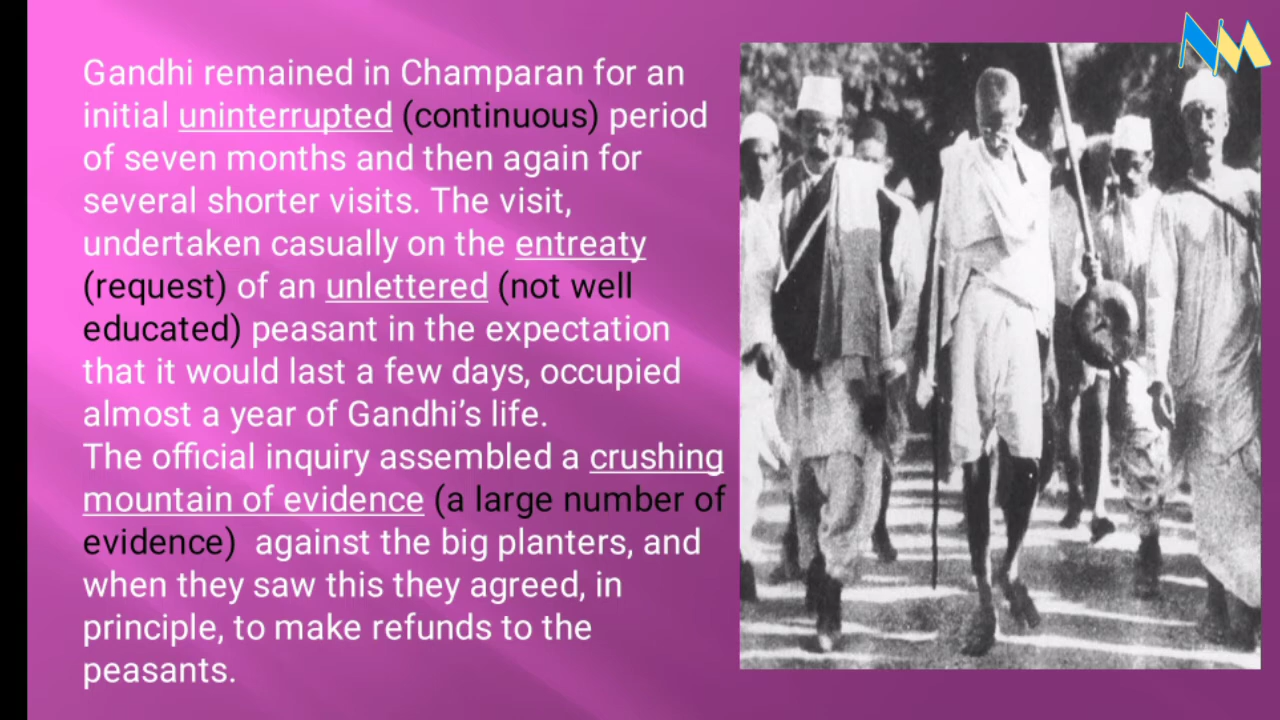 Gandhi remained in Champaran for an
initial uninterrupted (continuous) period
of seven months and then again for
several shorter visits. The visit,
undertaken casually on the entreaty
(request) of an unlettered (not well
educated) peasant in the expectation
that it would last a few days, occupied
almost a year of Gandhi’s life.
The official inquiry assembled a crushing
mountain of evidence (a large number of
evidence) against the big planters, and
when they saw this they agreed, in
principle, to make refunds to the
peasants.
NM